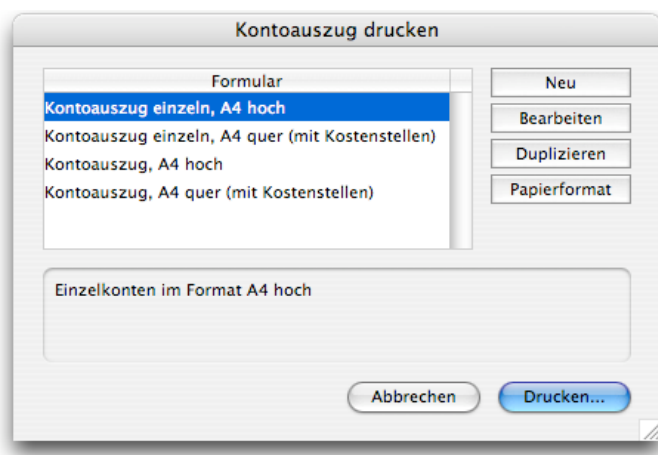 Kontoauszug drucken
Formular
Kontoauszug einzeln, A4 hoch
Kontoauszug einzeln, A4 quer (mit Kostenstellen)
Kontoauszug, A4 hoch
Kontoauszug, A4 quer (mit Kostenstellen)
Neu
Bearbeiten
Duplizieren
Papierformat
Einzelkonten im Format A4 hoch
Abbrechen
Drucken...